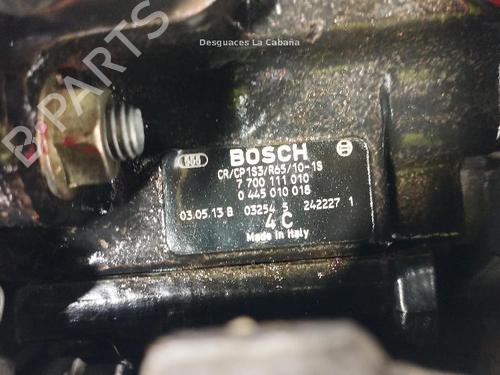 Desguaces La Cabaña
B-PARTS
BOSCH
CR/CP1S3/R65/10-1S
7 700 111 010
0 445 010 018
03.05.13 B 03254 5 242227 1
4 C
Made in Italy